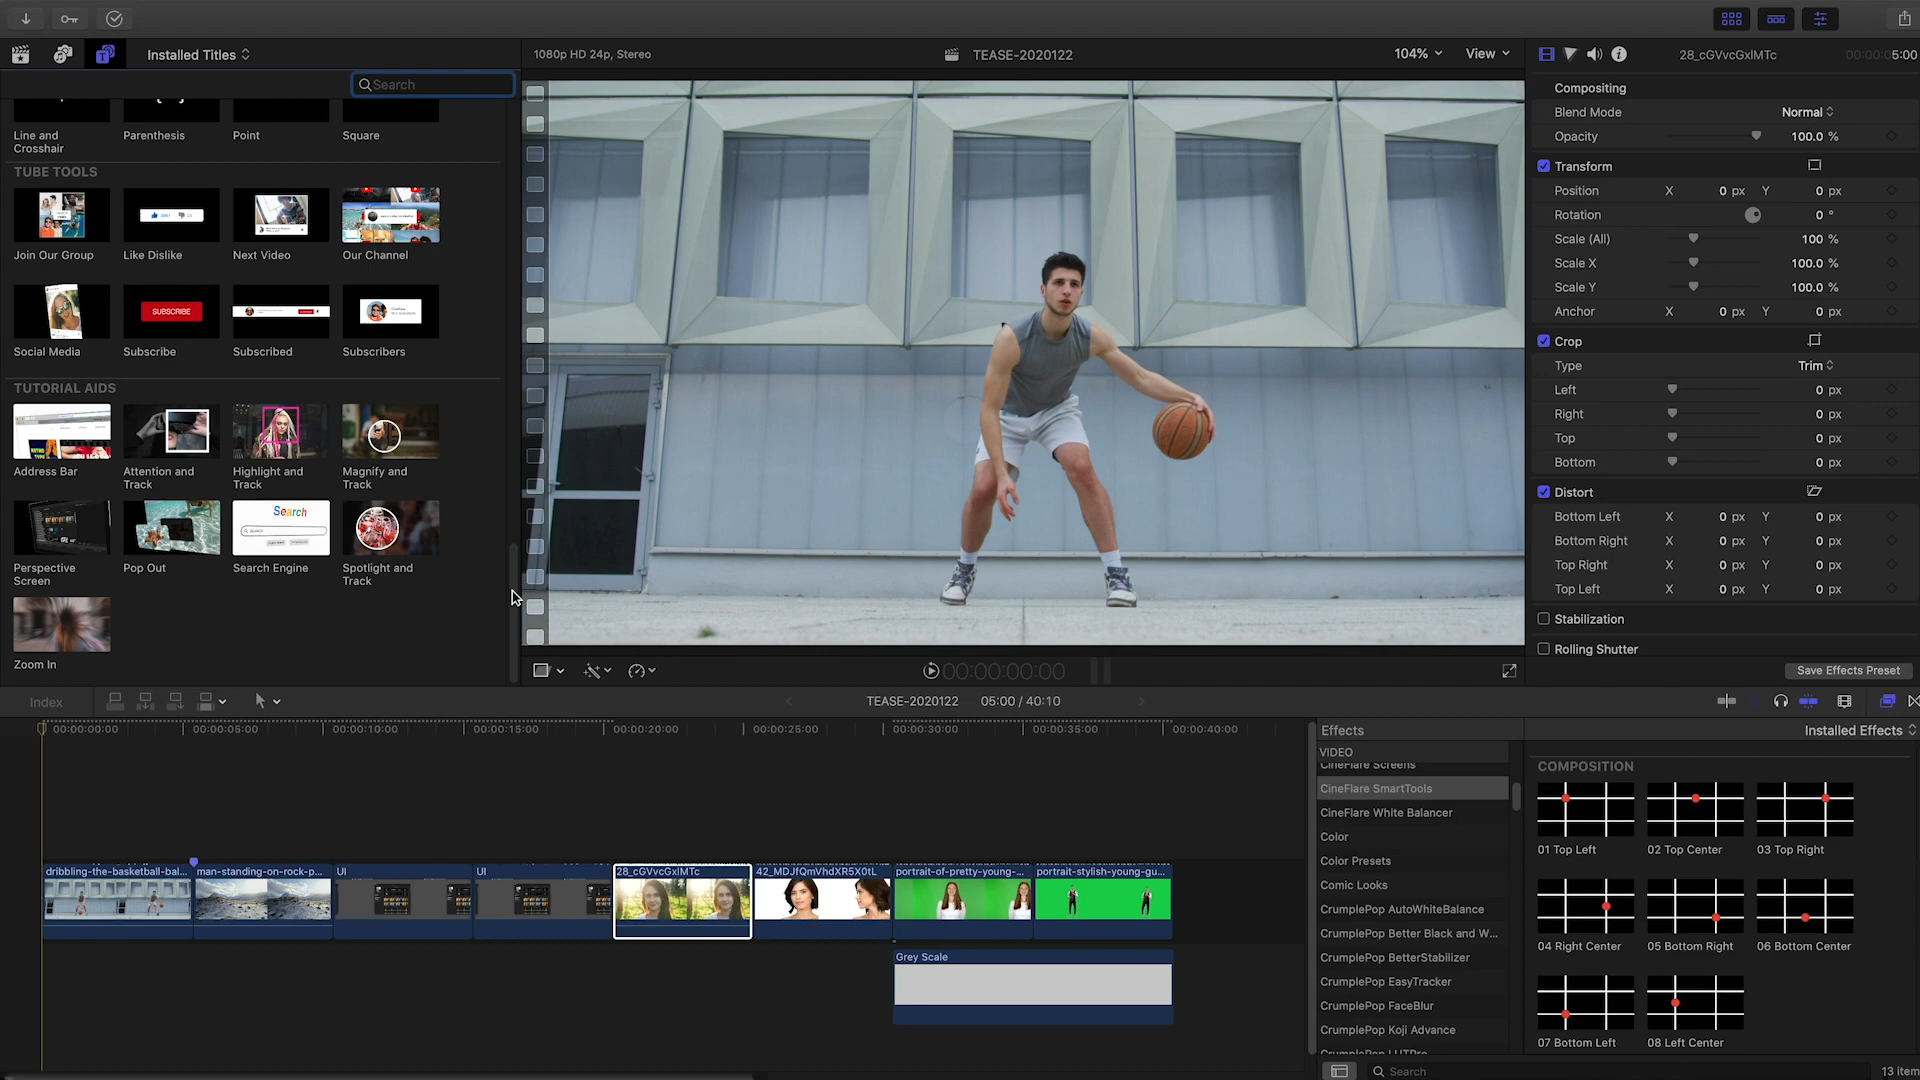 Installed Titles
1080p HD 24p, Stereo
TEASE-2020122
104%
View
28_cGVvcGxlMTc
00:00:05:00
Search
Line and
Crosshair
Parenthesis
Point
Square
TUBE TOOLS
Join Our Group
Like Dislike
Next Video
Our Channel
SUBSCRIBE
Social Media
Subscribe
Subscribed
Subscribers
TUTORIAL AIDS
Address Bar
Attention and
Track
Highlight and
Track
Magnify and
Track
Search
Perspective
Screen
Pop Out
Search Engine
Spotlight and
Track
Zoom In
Compositing
Blend Mode Normal
Opacity 100.0 %
Transform
Position X 0 px Y 0 px
Rotation 0 °
Scale (All) 100 %
Scale X 100.0 %
Scale Y 100.0 %
Anchor X 0 px Y 0 px
Crop
Type Trim
Left 0 px
Right 0 px
Top 0 px
Bottom 0 px
Distort
Bottom Left X 0 px Y 0 px
Bottom Right X 0 px Y 0 px
Top Right X 0 px Y 0 px
Top Left X 0 px Y 0 px
Stabilization
Rolling Shutter
Save Effects Preset
00:00:00:00
Index
TEASE-2020122 05:00 / 40:10
00:00:00:00 00:00:05:00 00:00:10:00 00:00:15:00 00:00:20:00 00:00:25:00 00:00:30:00 00:00:35:00 00:00:40:00
dribbling-the-basketball-bal...
man-standing-on-rock-p...
UI
UI
28_cGVvcGxlMTc
42_MDJfQmVhdXR5X0tL
portrait-of-pretty-young-...
portrait-stylish-young-gu...
Grey Scale
Effects
Installed Effects
VIDEO
CineFlare Screens
CineFlare SmartTools
CineFlare White Balancer
Color
Color Presets
Comic Looks
CrumplePop AutoWhiteBalance
CrumplePop Better Black and W...
CrumplePop BetterStabilizer
CrumplePop EasyTracker
CrumplePop FaceBlur
CrumplePop Koji Advance
CrumplePop LUTPro
COMPOSITION
01 Top Left
02 Top Center
03 Top Right
04 Right Center
05 Bottom Right
06 Bottom Center
07 Bottom Left
08 Left Center
Search
13 item